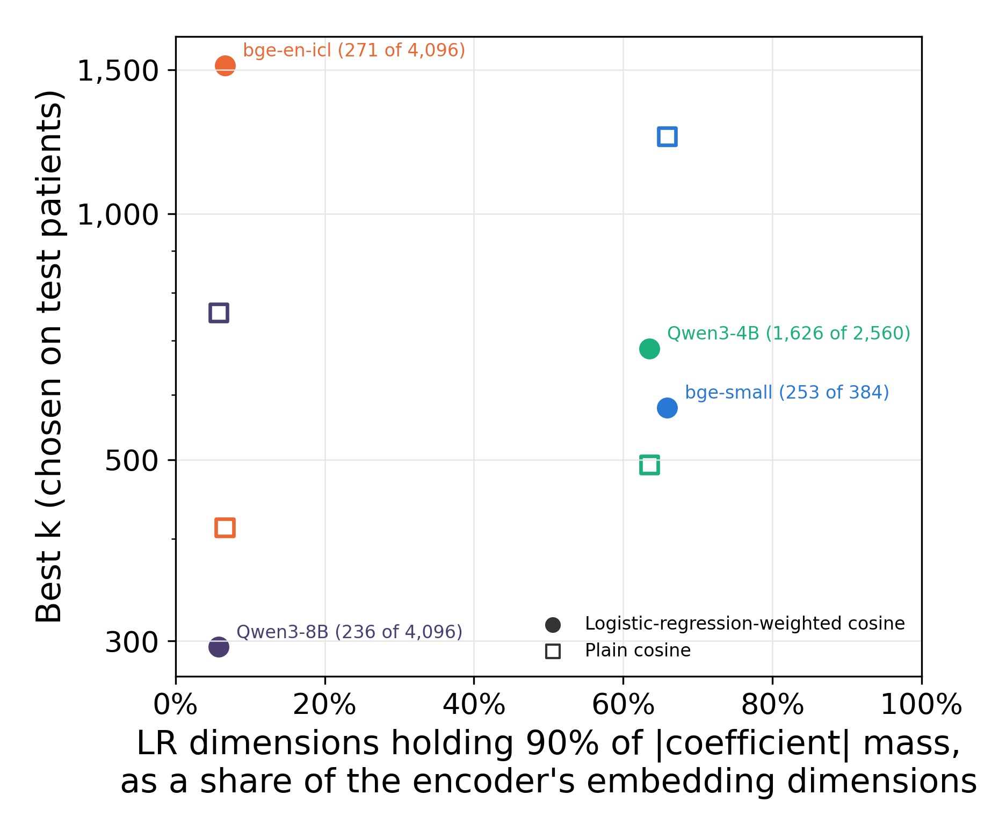 bge-en-icl (271 of 4,096)
1,500
1,000
Qwen3-4B (1,626 of 2,560)
bge-small (253 of 384)
500
Qwen3-8B (236 of 4,096)
300
Logistic-regression-weighted cosine
Plain cosine
Best k (chosen on test patients)
0% 20% 40% 60% 80% 100%
LR dimensions holding 90% of |coefficient| mass,
as a share of the encoder's embedding dimensions